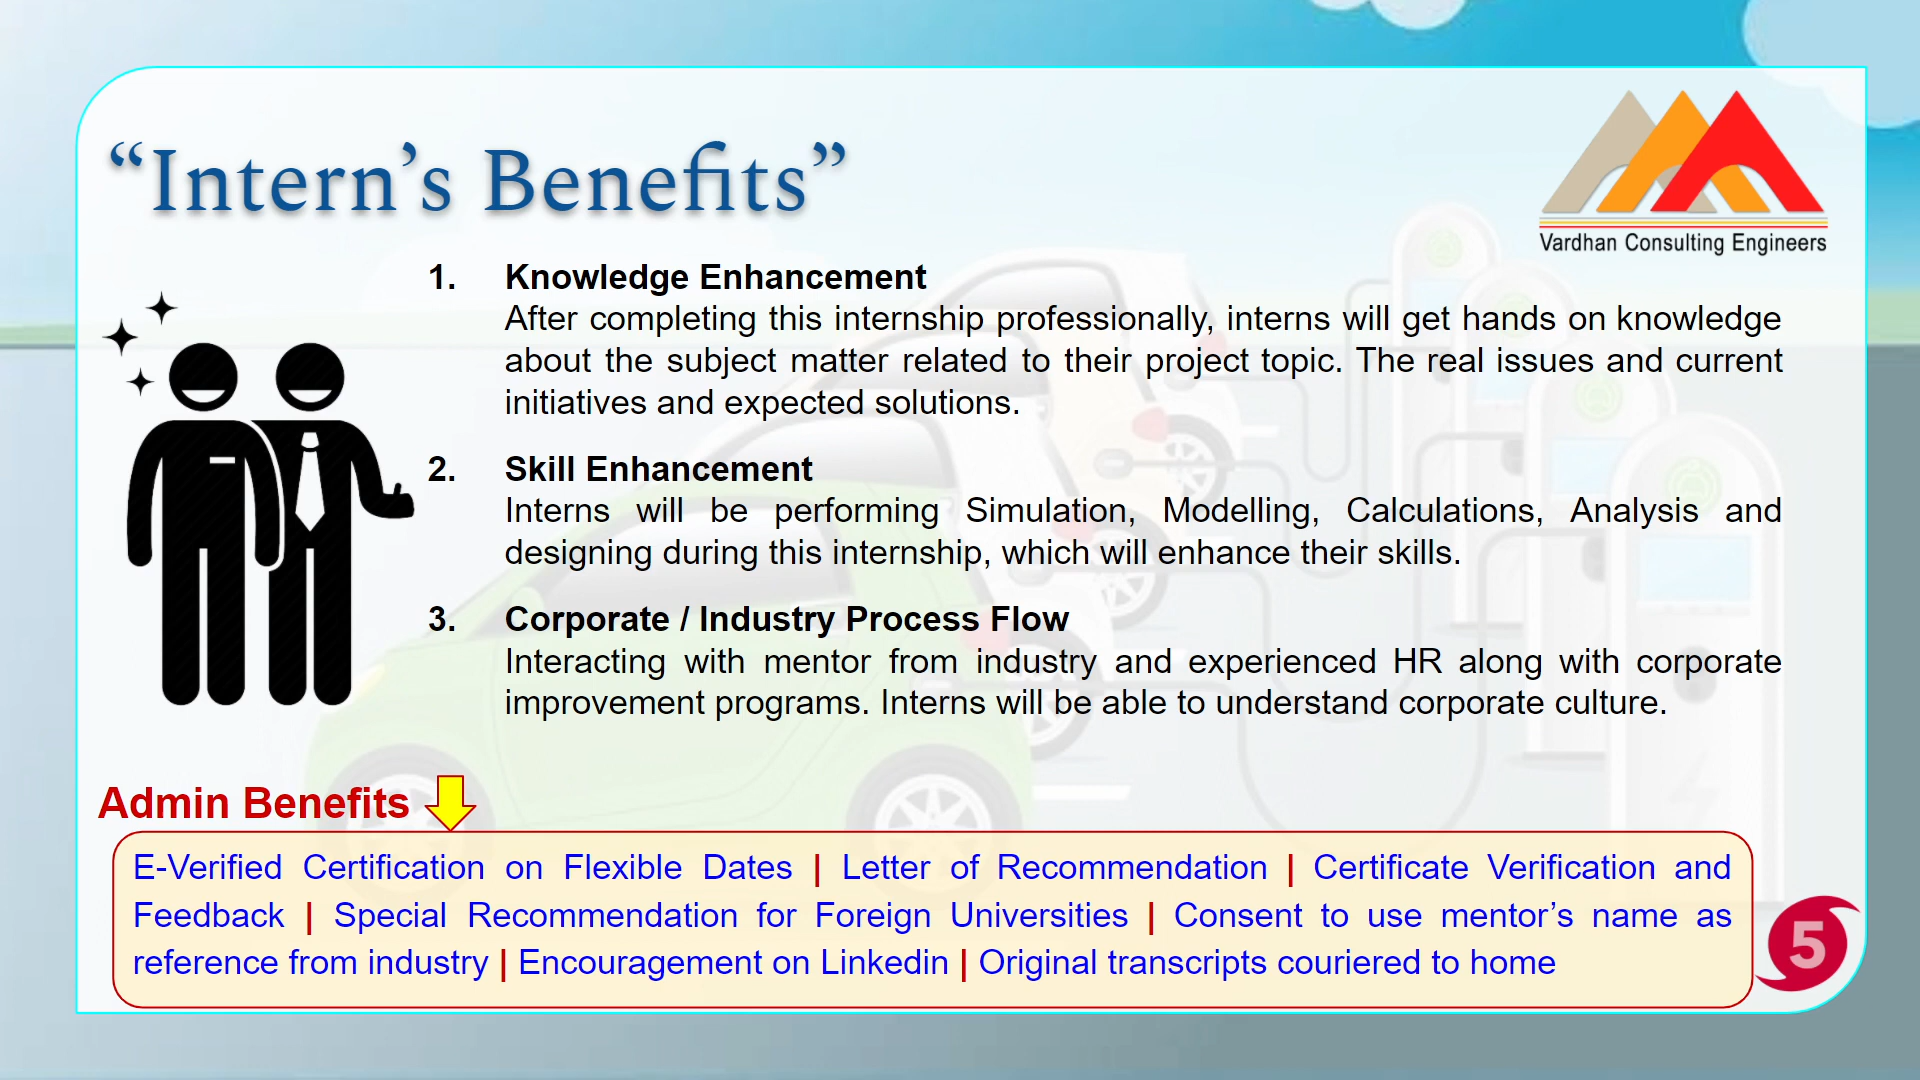 “Intern’s Benefits”
Vardhan Consulting Engineers
1. Knowledge Enhancement
After completing this internship professionally, interns will get hands on knowledge
about the subject matter related to their project topic. The real issues and current
initiatives and expected solutions.
2. Skill Enhancement
Interns will be performing Simulation, Modelling, Calculations, Analysis and
designing during this internship, which will enhance their skills.
3. Corporate / Industry Process Flow
Interacting with mentor from industry and experienced HR along with corporate
improvement programs. Interns will be able to understand corporate culture.
Admin Benefits
E-Verified Certification on Flexible Dates | Letter of Recommendation | Certificate Verification and
Feedback | Special Recommendation for Foreign Universities | Consent to use mentor’s name as
reference from industry | Encouragement on Linkedin | Original transcripts couriered to home
5